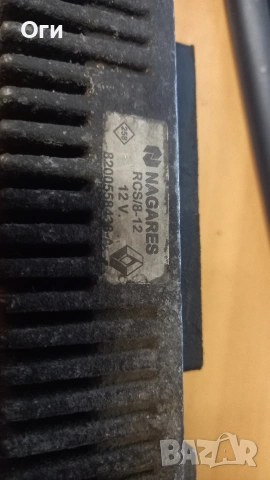 Оги
NAGARES
RCS/8-12
12 V.
BAZAR
bg